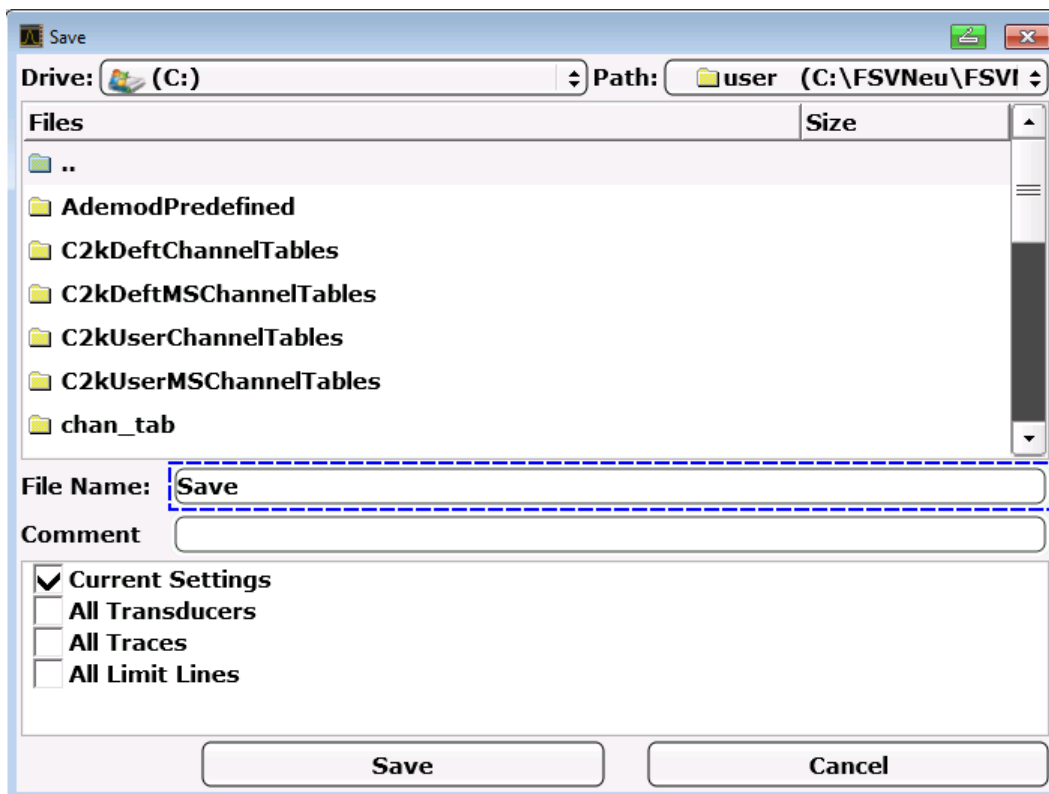 Save
Drive: (C:) Path: user (C:\FSVNeu\FSV
Files Size
..
AdemodPredefined
C2kDeftChannelTables
C2kDeftMSChannelTables
C2kUserChannelTables
C2kUserMSChannelTables
chan_tab
File Name: Save
Comment
Current Settings
All Transducers
All Traces
All Limit Lines
Save Cancel